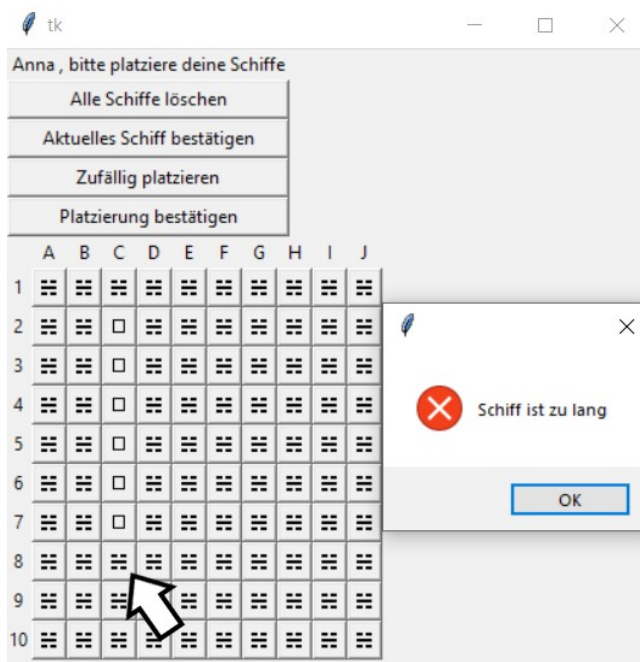 tk
Anna , bitte platziere deine Schiffe
Alle Schiffe löschen
Aktuelles Schiff bestätigen
Zufällig platzieren
Platzierung bestätigen
A B C D E F G H I J
1 ☵ ☵ ☵ ☵ ☵ ☵ ☵ ☵ ☵ ☵
2 ☵ ☵ □ ☵ ☵ ☵ ☵ ☵ ☵ ☵
3 ☵ ☵ □ ☵ ☵ ☵ ☵ ☵ ☵ ☵
4 ☵ ☵ □ ☵ ☵ ☵ ☵ ☵ ☵ ☵
5 ☵ ☵ □ ☵ ☵ ☵ ☵ ☵ ☵ ☵
6 ☵ ☵ □ ☵ ☵ ☵ ☵ ☵ ☵ ☵
7 ☵ ☵ □ ☵ ☵ ☵ ☵ ☵ ☵ ☵
8 ☵ ☵ ☵ ☵ ☵ ☵ ☵ ☵ ☵ ☵
9 ☵ ☵ ☵ ☵ ☵ ☵ ☵ ☵ ☵
10 ☵ ☵ ☵ ☵ ☵ ☵ ☵ ☵ ☵ ☵
Schiff ist zu lang
OK